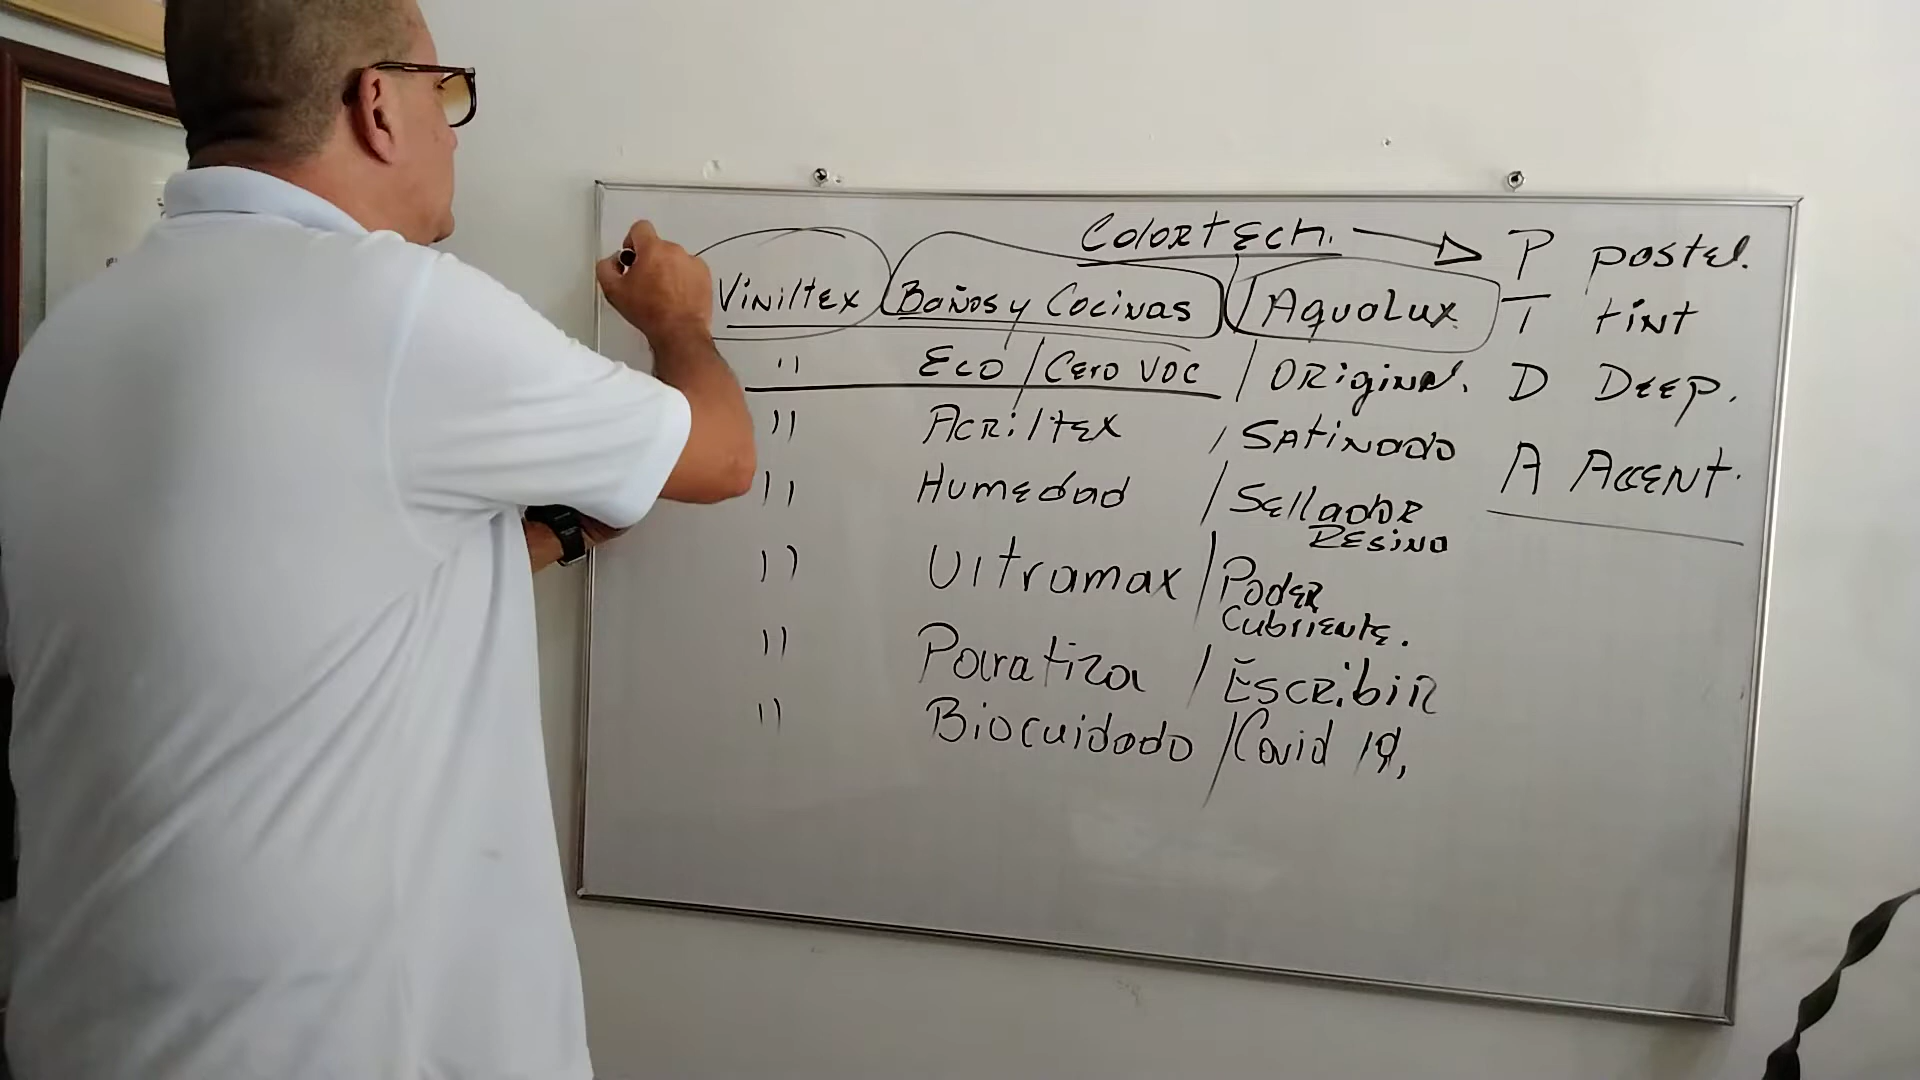 Colortech. → P pastel.
Viniltex Baños y Cocinas / AquaLux T tint
" Eco / Cero VOC / ORiginal. D DEEP.
" Acriltex / Satinado A ACCENT.
" Humedad / Sellador
Resina
" Ultramax / Poder
Cubriente.
" Paratiza / Escribir
" Biocuidado / Covid 19,